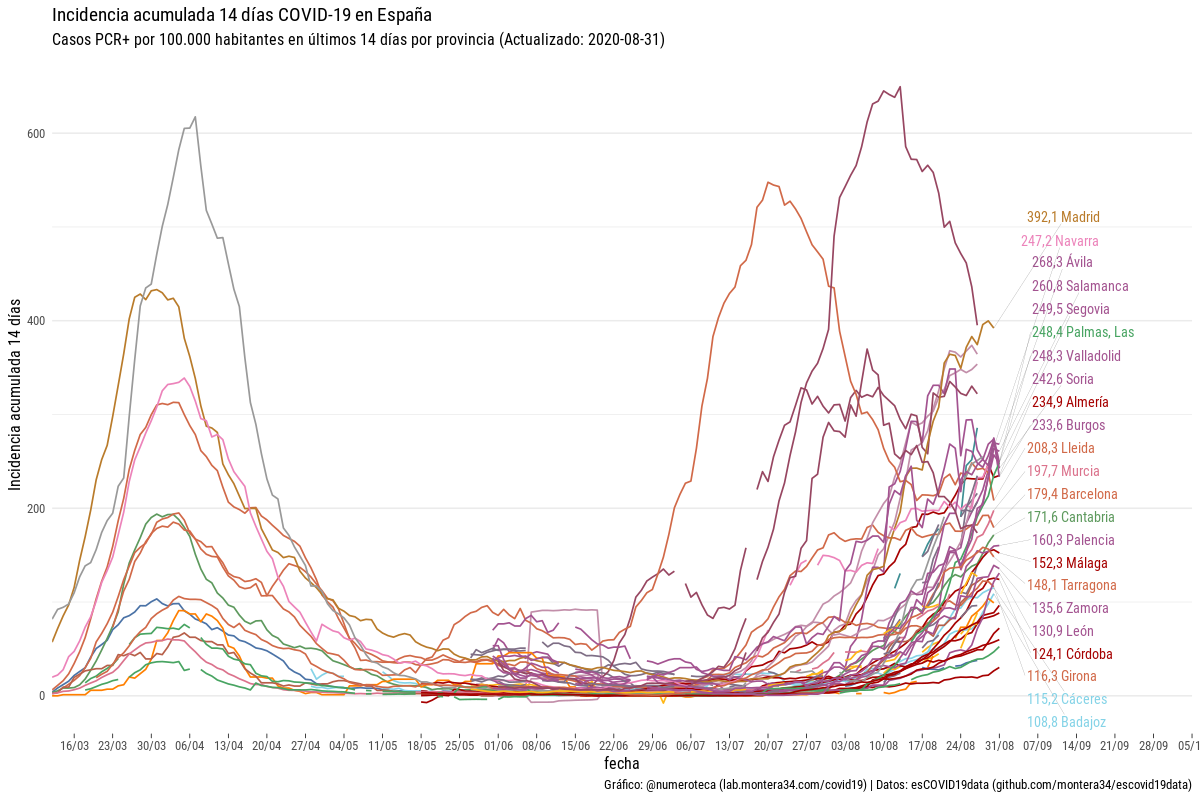 Incidencia acumulada 14 días COVID-19 en España
Casos PCR+ por 100.000 habitantes en últimos 14 días por provincia (Actualizado: 2020-08-31)
Incidencia acumulada 14 días
600
400
200
0
392,1 Madrid
247,2 Navarra
268,3 Ávila
260,8 Salamanca
249,5 Segovia
248,4 Palmas, Las
248,3 Valladolid
242,6 Soria
234,9 Almería
233,6 Burgos
208,3 Lleida
197,7 Murcia
179,4 Barcelona
171,6 Cantabria
160,3 Palencia
152,3 Málaga
148,1 Tarragona
135,6 Zamora
130,9 León
124,1 Córdoba
116,3 Girona
115,2 Cáceres
108,8 Badajoz
16/03 23/03 30/03 06/04 13/04 20/04 27/04 04/05 11/05 18/05 25/05 01/06 08/06 15/06 22/06 29/06 06/07 13/07 20/07 27/07 03/08 10/08 17/08 24/08 31/08 07/09 14/09 21/09 28/09 05/1
fecha
Gráfico: @numeroteca (lab.montera34.com/covid19) | Datos: esCOVID19data (github.com/montera34/escovid19data)